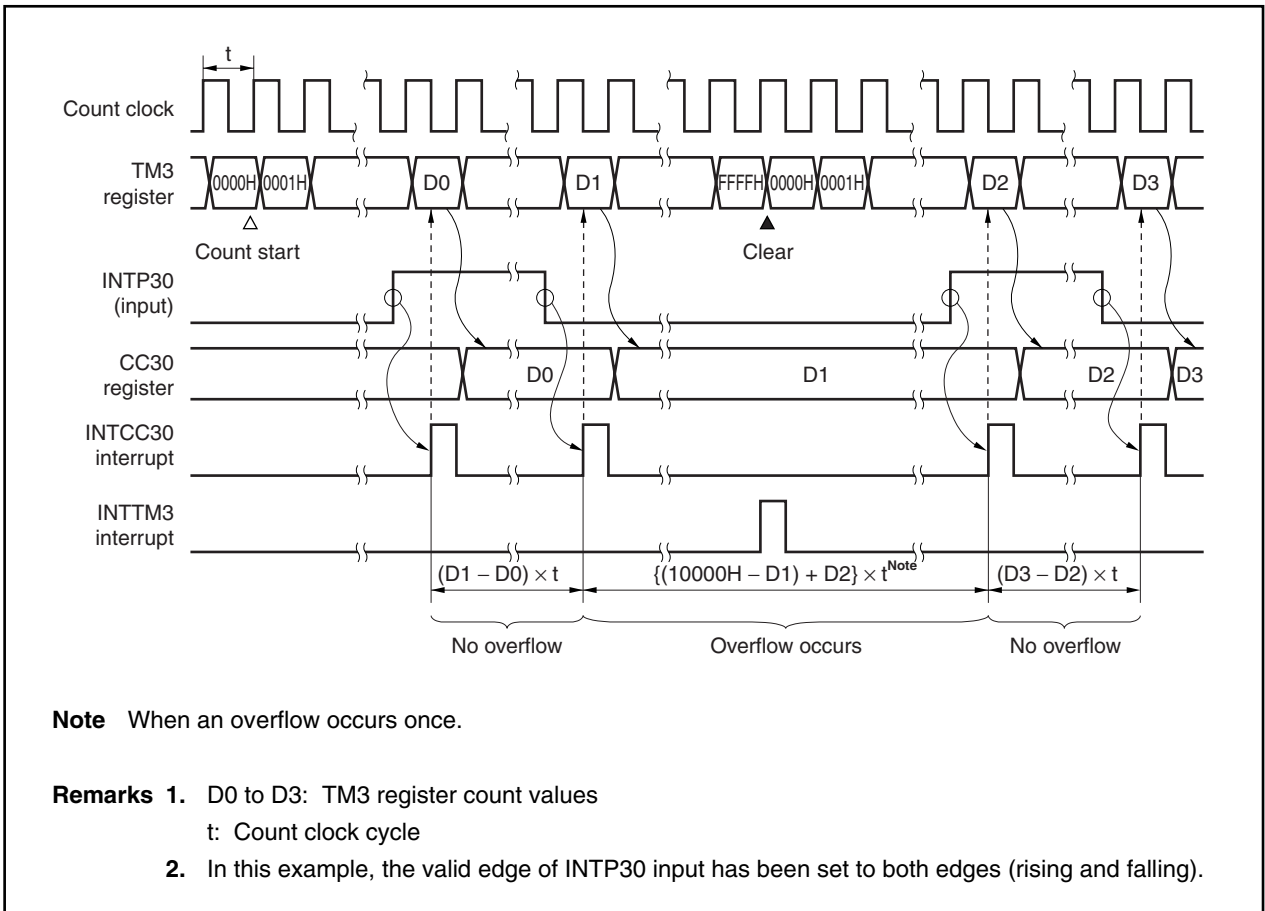 t
Count clock
TM3
register
0000H 0001H D0 D1 FFFFH 0000H 0001H D2 D3
Count start
Clear
INTP30
(input)
CC30
register
D0 D1 D2 D3
INTCC30
interrupt
INTTM3
interrupt
(D1 – D0) × t {(10000H – D1) + D2} × tNote (D3 – D2) × t
No overflow Overflow occurs No overflow
Note When an overflow occurs once.
Remarks 1. D0 to D3: TM3 register count values
t: Count clock cycle
2. In this example, the valid edge of INTP30 input has been set to both edges (rising and falling).